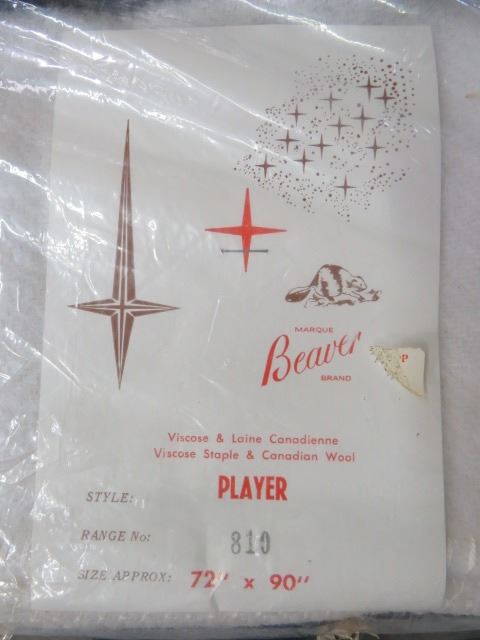 MARQUE
Beaver
BRAND
P
Viscose & Laine Canadienne
Viscose Staple & Canadian Wool
STYLE: PLAYER
RANGE No: 810
SIZE APPROX: 72" x 90"